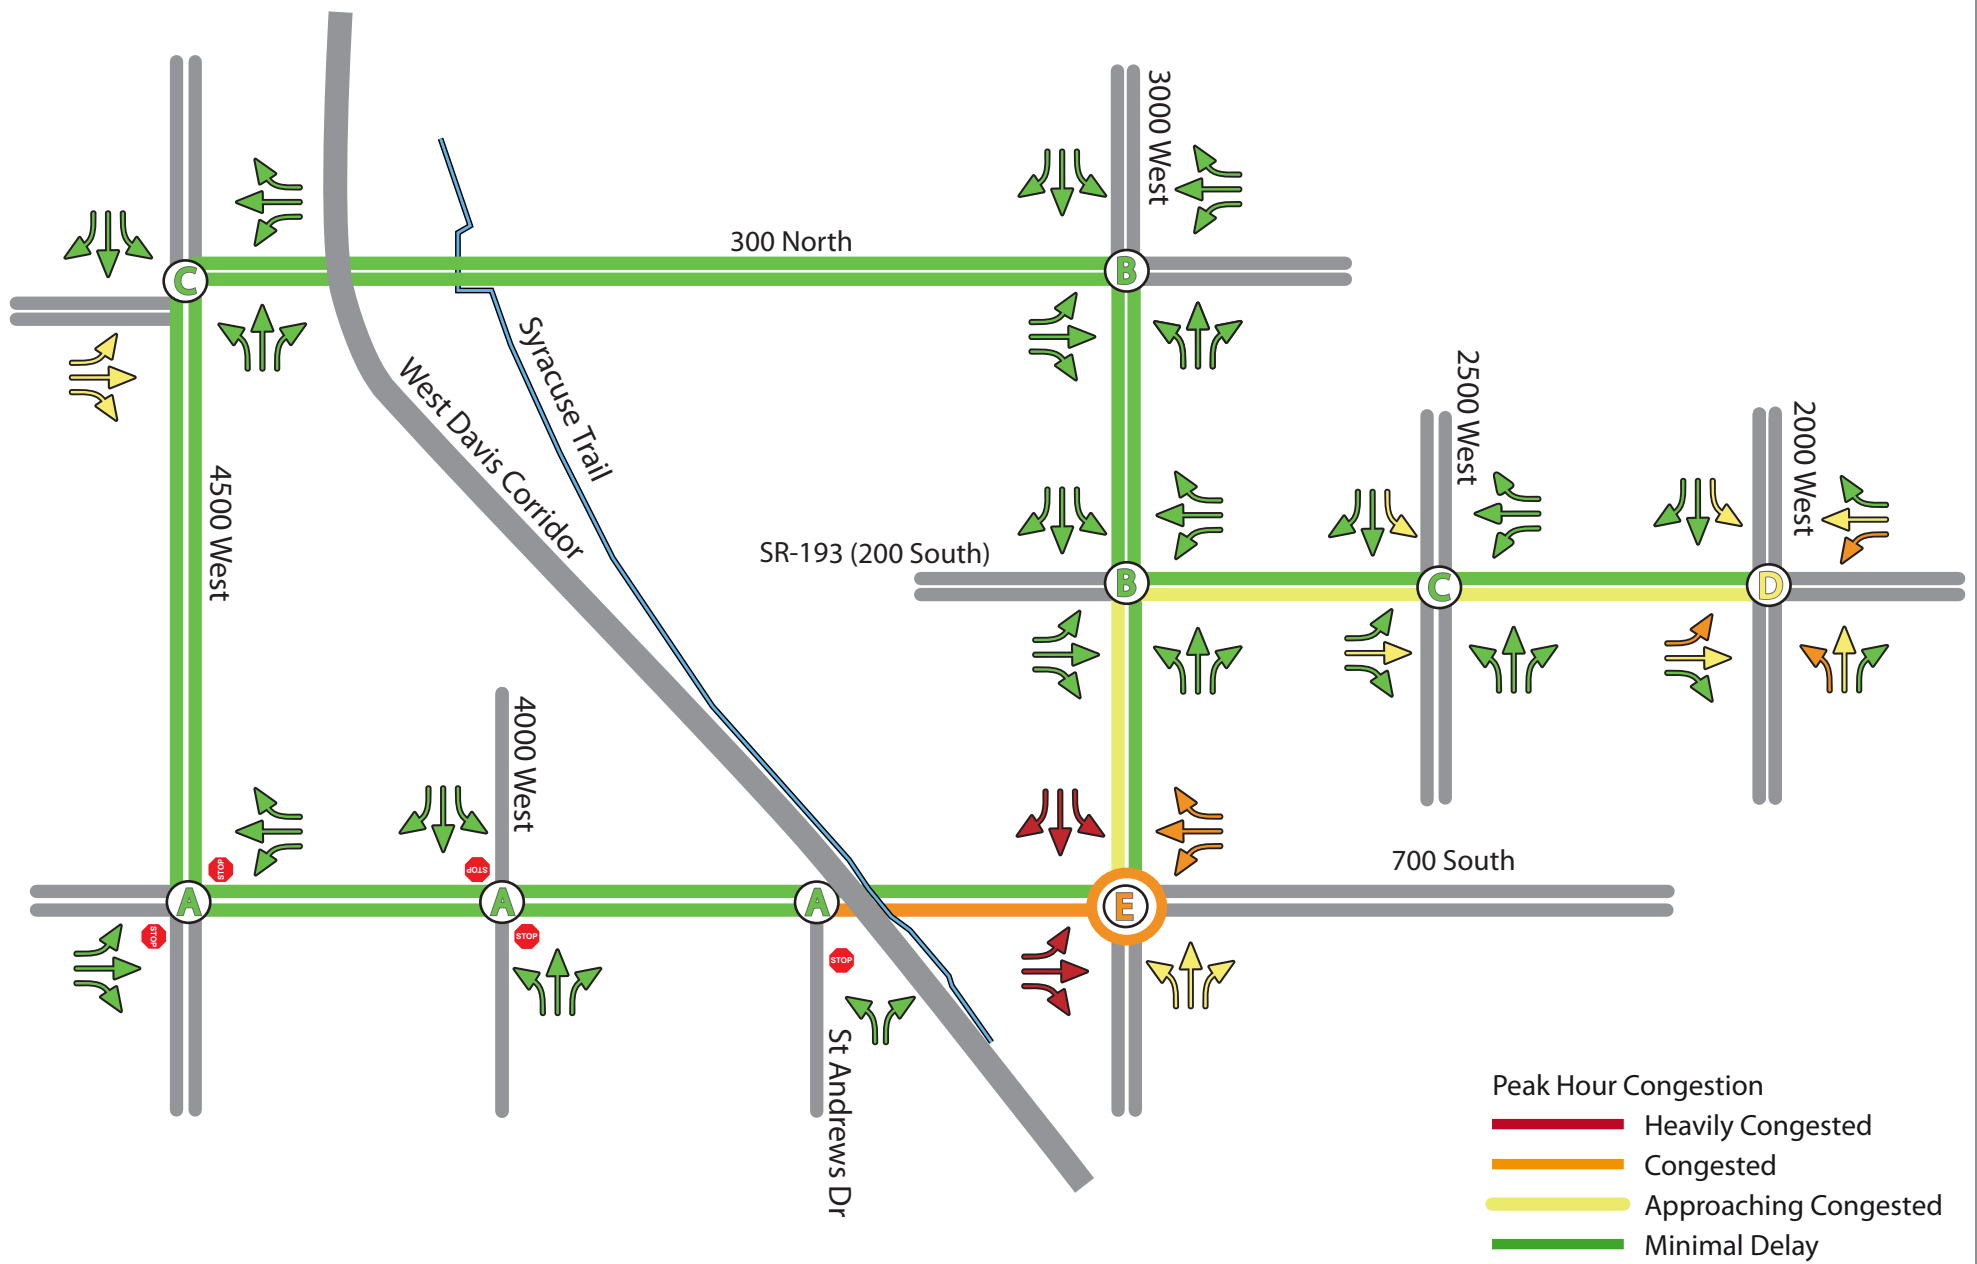 3000 West
300 North
C
B
Syracuse Trail
West Davis Corridor
2500 West
2000 West
4500 West
SR-193 (200 South)
B
C
D
4000 West
700 South
STOP
STOP
A
A
A
E
STOP
STOP
STOP
St Andrews Dr
Peak Hour Congestion
Heavily Congested
Congested
Approaching Congested
Minimal Delay